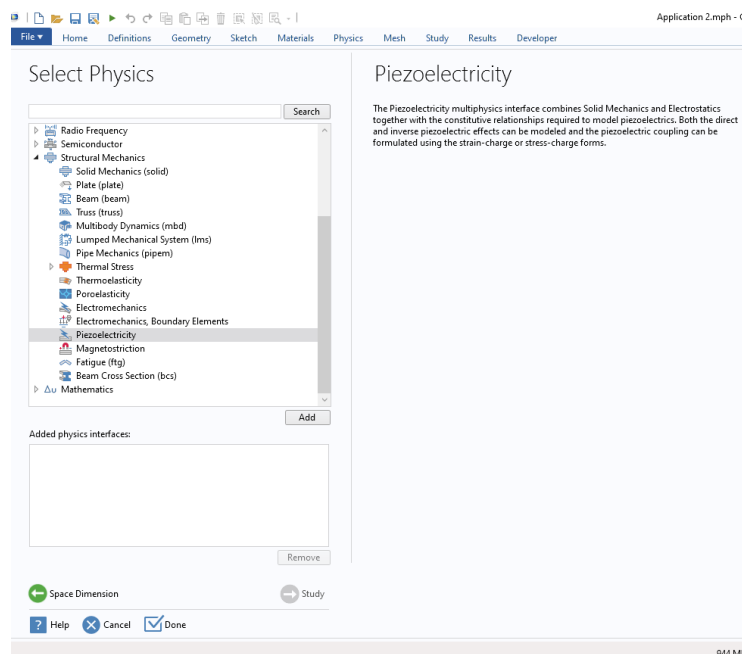 Application 2.mph - C
File
Home
Definitions
Geometry
Sketch
Materials
Physics
Mesh
Study
Results
Developer
Select Physics
Search
Radio Frequency
Semiconductor
Structural Mechanics
Solid Mechanics (solid)
Plate (plate)
Beam (beam)
Truss (truss)
Multibody Dynamics (mbd)
Lumped Mechanical System (lms)
Pipe Mechanics (pipem)
Thermal Stress
Thermoelasticity
Poroelasticity
Electromechanics
Electromechanics, Boundary Elements
Piezoelectricity
Magnetostriction
Fatigue (ftg)
Beam Cross Section (bcs)
Δu Mathematics
Add
Added physics interfaces:
Remove
Space Dimension
Study
? Help
Cancel
Done
Piezoelectricity
The Piezoelectricity multiphysics interface combines Solid Mechanics and Electrostatics
together with the constitutive relationships required to model piezoelectrics. Both the direct
and inverse piezoelectric effects can be modeled and the piezoelectric coupling can be
formulated using the strain-charge or stress-charge forms.
944 M